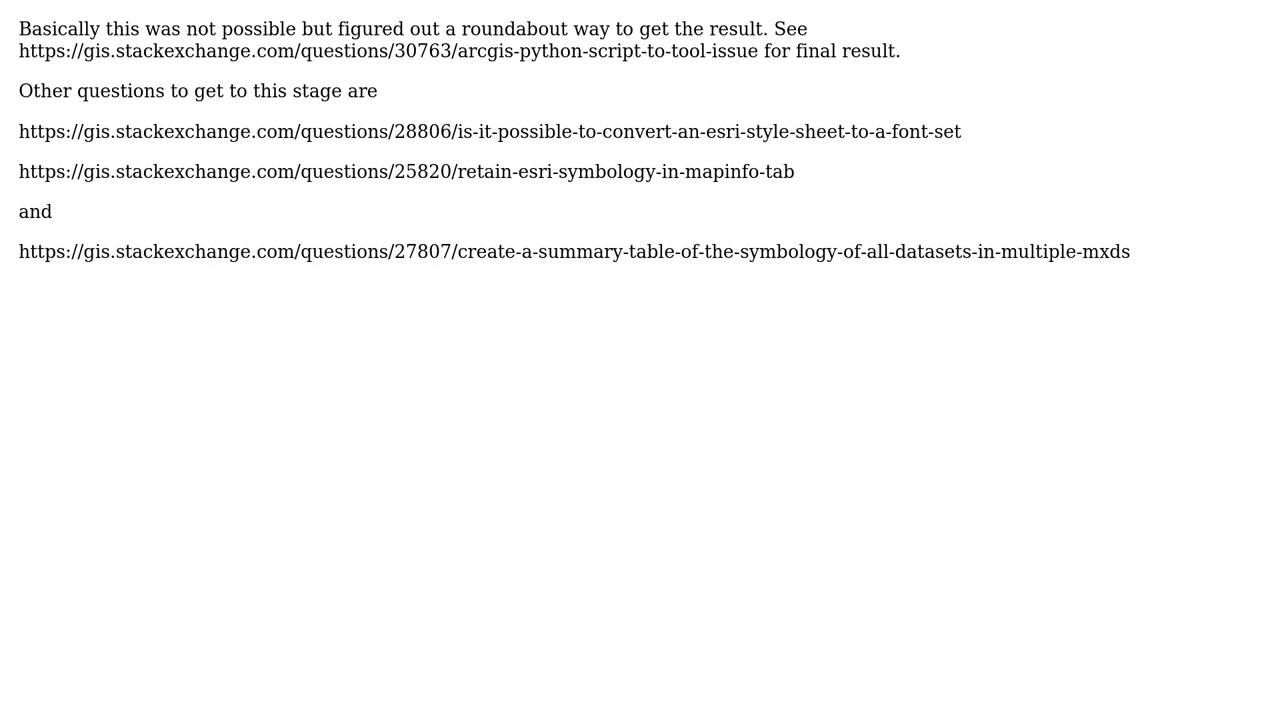 Basically this was not possible but figured out a roundabout way to get the result. See
https://gis.stackexchange.com/questions/30763/arcgis-python-script-to-tool-issue for final result.
Other questions to get to this stage are
https://gis.stackexchange.com/questions/28806/is-it-possible-to-convert-an-esri-style-sheet-to-a-font-set
https://gis.stackexchange.com/questions/25820/retain-esri-symbology-in-mapinfo-tab
and
https://gis.stackexchange.com/questions/27807/create-a-summary-table-of-the-symbology-of-all-datasets-in-multiple-mxds